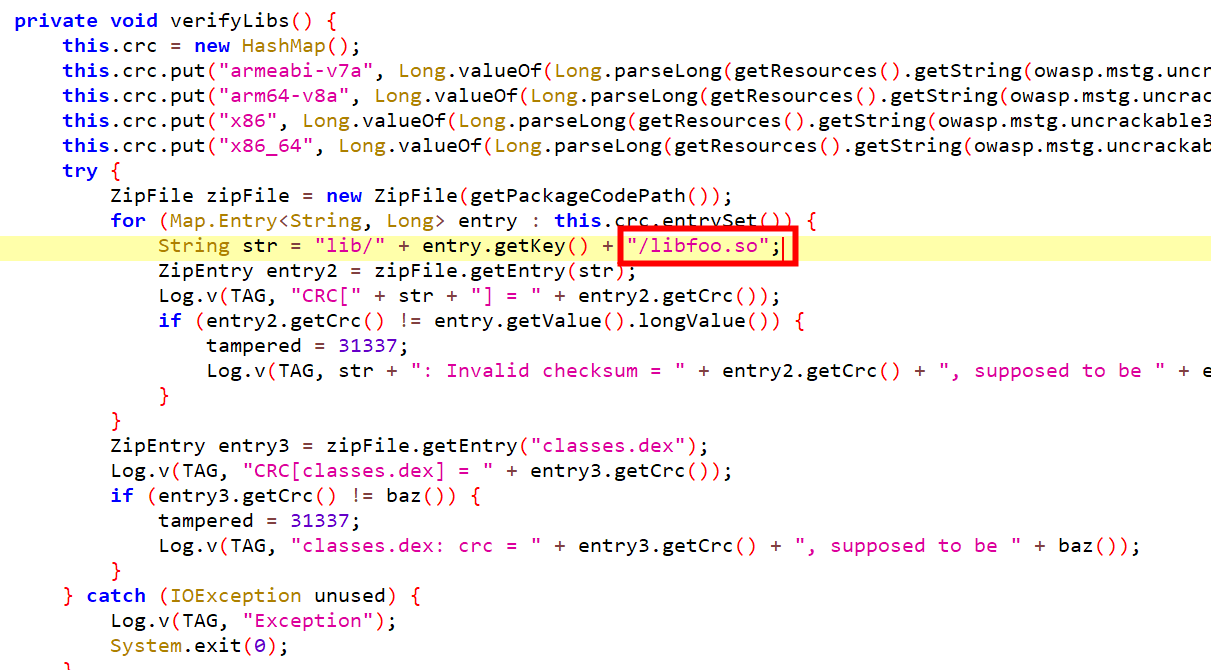 private void verifyLibs() {
this.crc = new HashMap();
this.crc.put("armeabi-v7a", Long.valueOf(Long.parseLong(getResources().getString(owasp.mstg.uncr
this.crc.put("arm64-v8a", Long.valueOf(Long.parseLong(getResources().getString(owasp.mstg.uncrac
this.crc.put("x86", Long.valueOf(Long.parseLong(getResources().getString(owasp.mstg.uncrackable3
this.crc.put("x86_64", Long.valueOf(Long.parseLong(getResources().getString(owasp.mstg.uncrackab
try {
ZipFile zipFile = new ZipFile(getPackageCodePath());
for (Map.Entry<String, Long> entry : this.crc.entrySet()) {
String str = "lib/" + entry.getKey() + "/libfoo.so";
ZipEntry entry2 = zipFile.getEntry(str);
Log.v(TAG, "CRC[" + str + "] = " + entry2.getCrc());
if (entry2.getCrc() != entry.getValue().longValue()) {
tampered = 31337;
Log.v(TAG, str + ": Invalid checksum = " + entry2.getCrc() + ", supposed to be " + e
}
}
ZipEntry entry3 = zipFile.getEntry("classes.dex");
Log.v(TAG, "CRC[classes.dex] = " + entry3.getCrc());
if (entry3.getCrc() != baz()) {
tampered = 31337;
Log.v(TAG, "classes.dex: crc = " + entry3.getCrc() + ", supposed to be " + baz());
}
} catch (IOException unused) {
Log.v(TAG, "Exception");
System.exit(0);
}